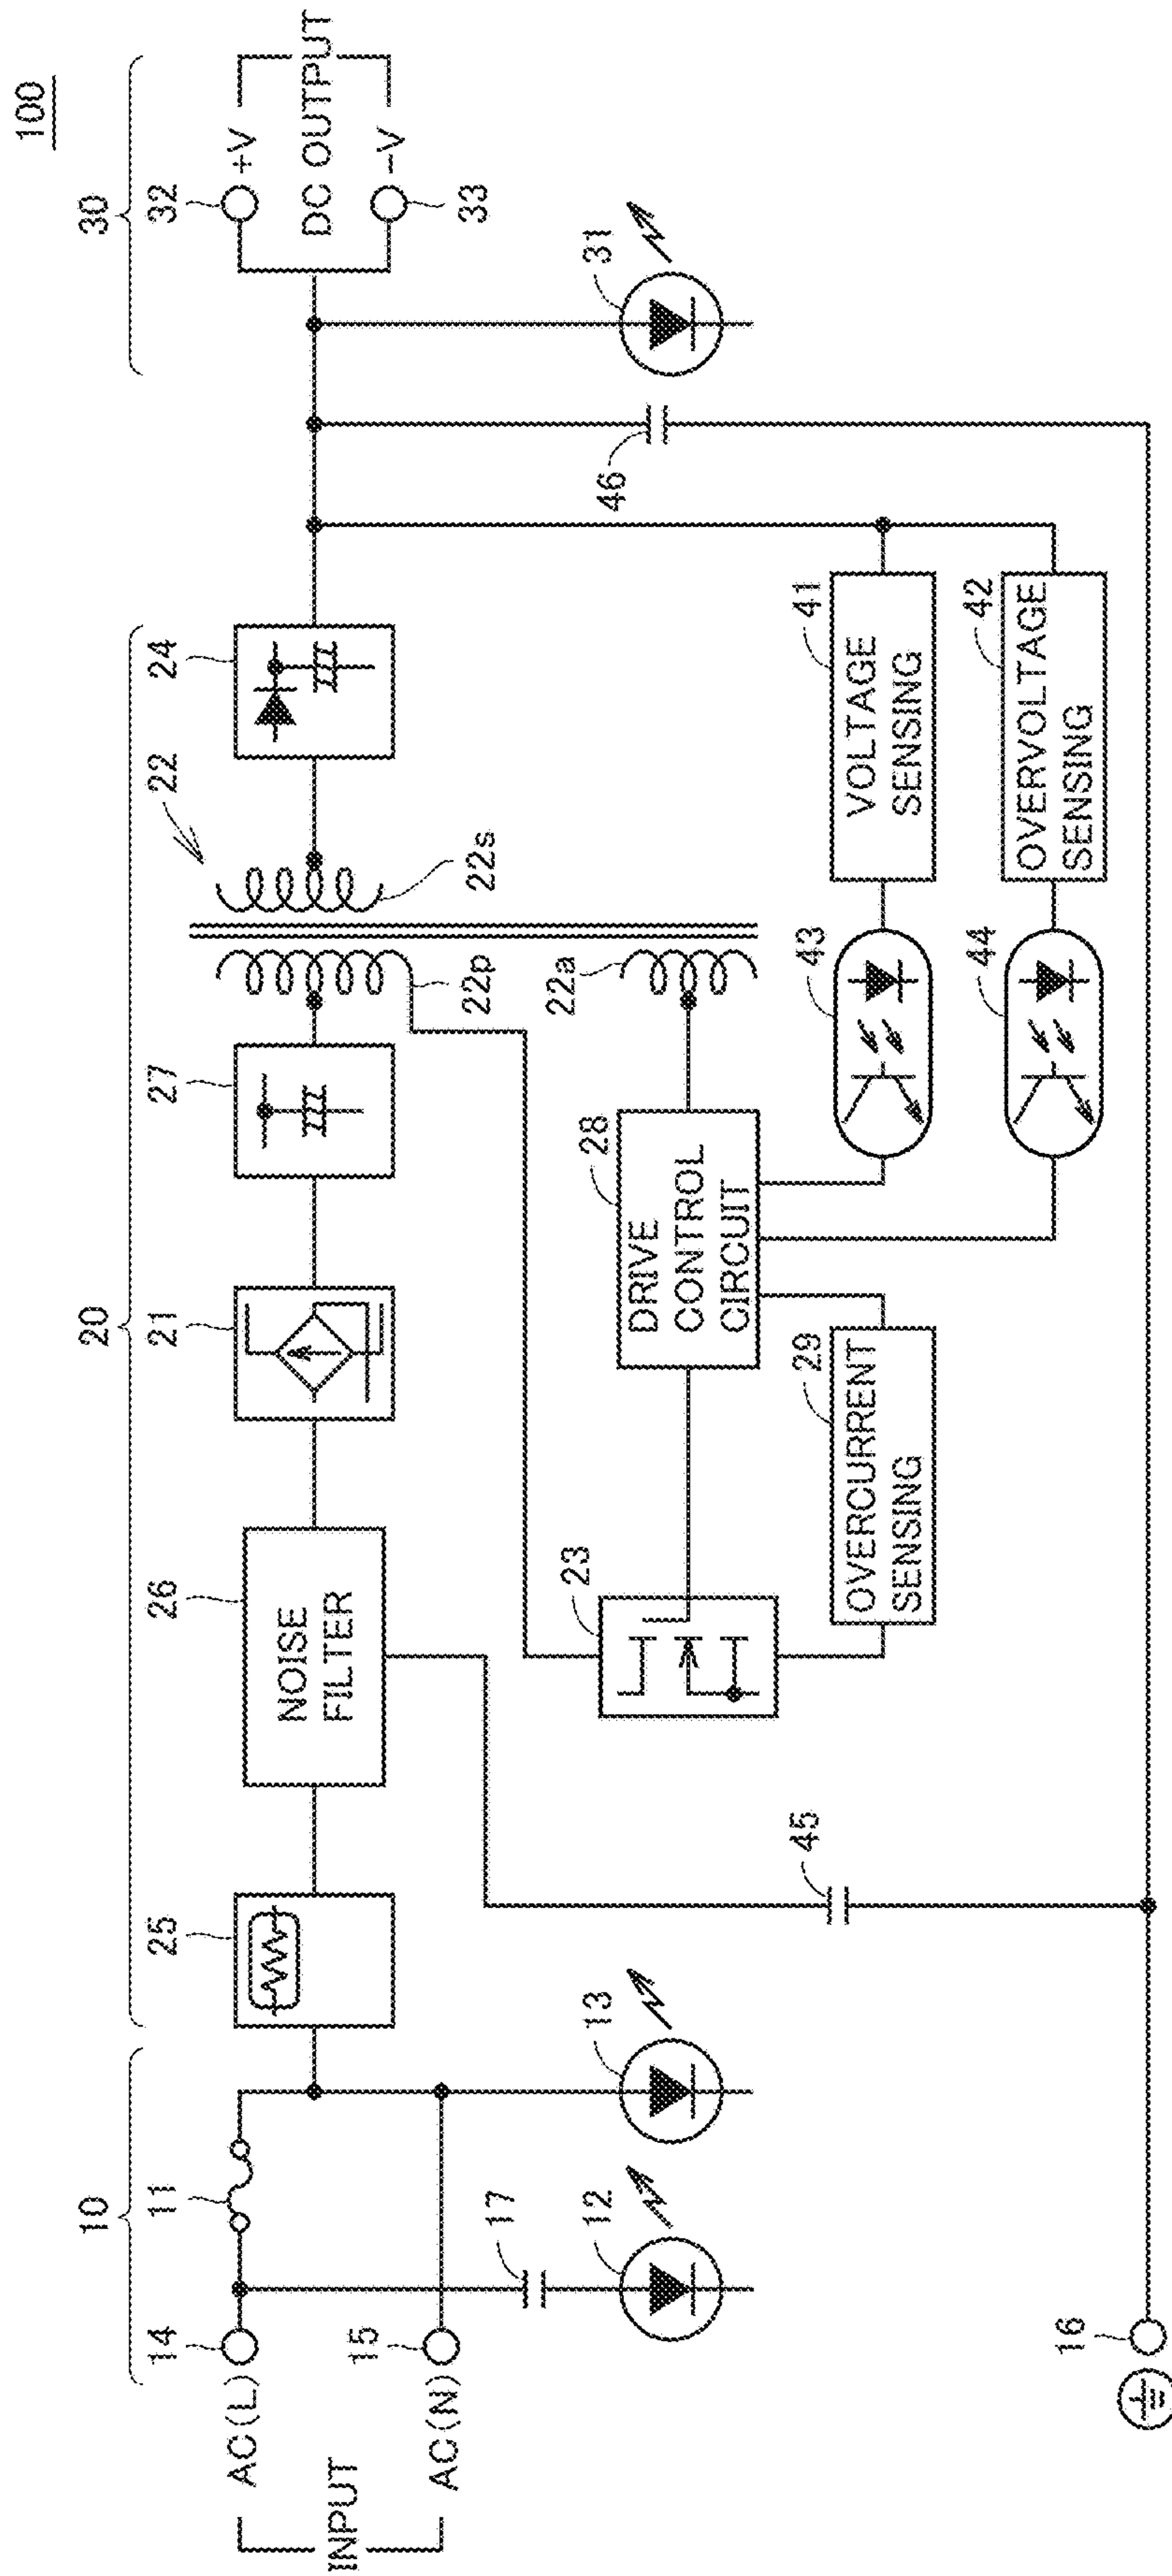 100
10
20
30
14
11
25
26
21
27
22
24
32
AC(L)
+V
INPUT
NOISE
FILTER
DC OUTPUT
AC(N)
15
−V
33
22p
22s
17
12
13
23
28
22a
46
31
DRIVE
CONTROL
CIRCUIT
45
29
43
41
OVERCURRENT
SENSING
VOLTAGE
SENSING
44
42
OVERVOLTAGE
SENSING
16